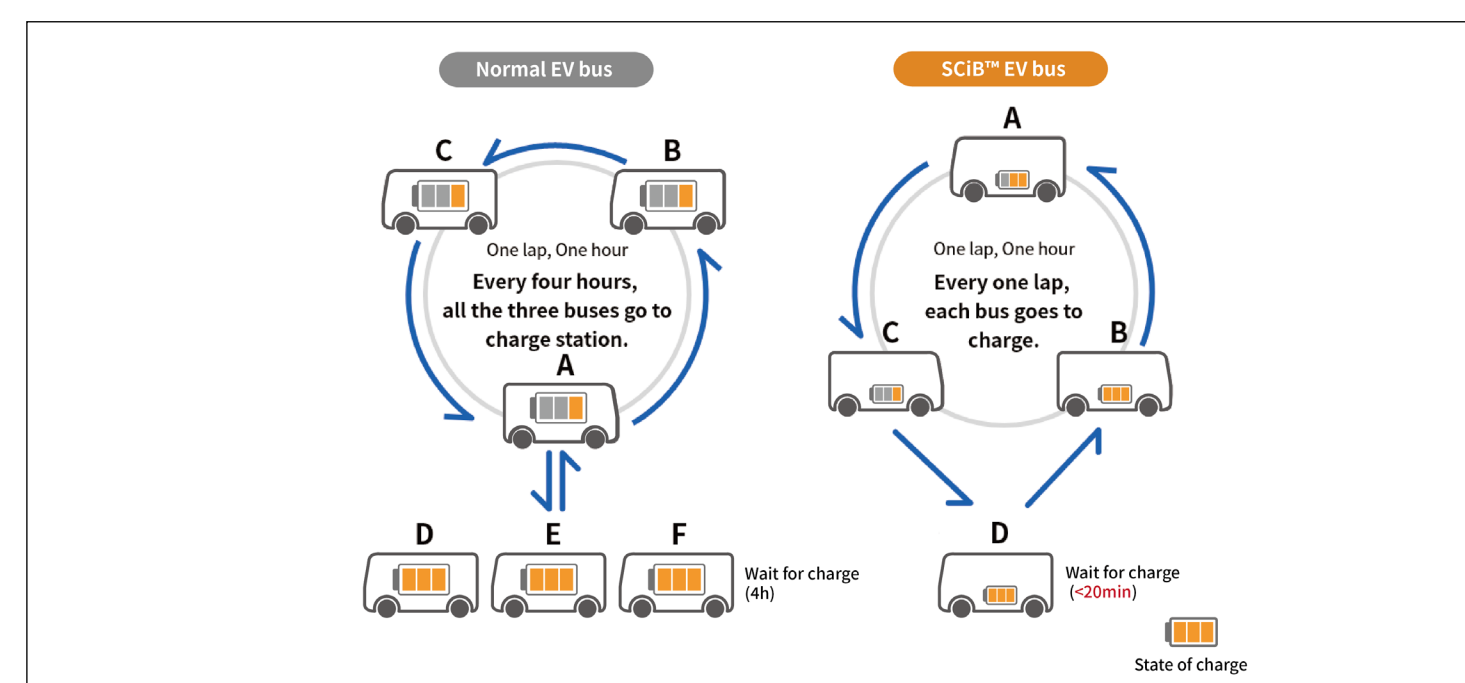 Normal EV bus
C
B
One lap, One hour
Every four hours,
all the three buses go to
charge station.
A
D
E
F
Wait for charge
(4h)
SCiB™ EV bus
A
One lap, One hour
Every one lap,
each bus goes to
charge.
C
B
D
Wait for charge
(<20min)
State of charge